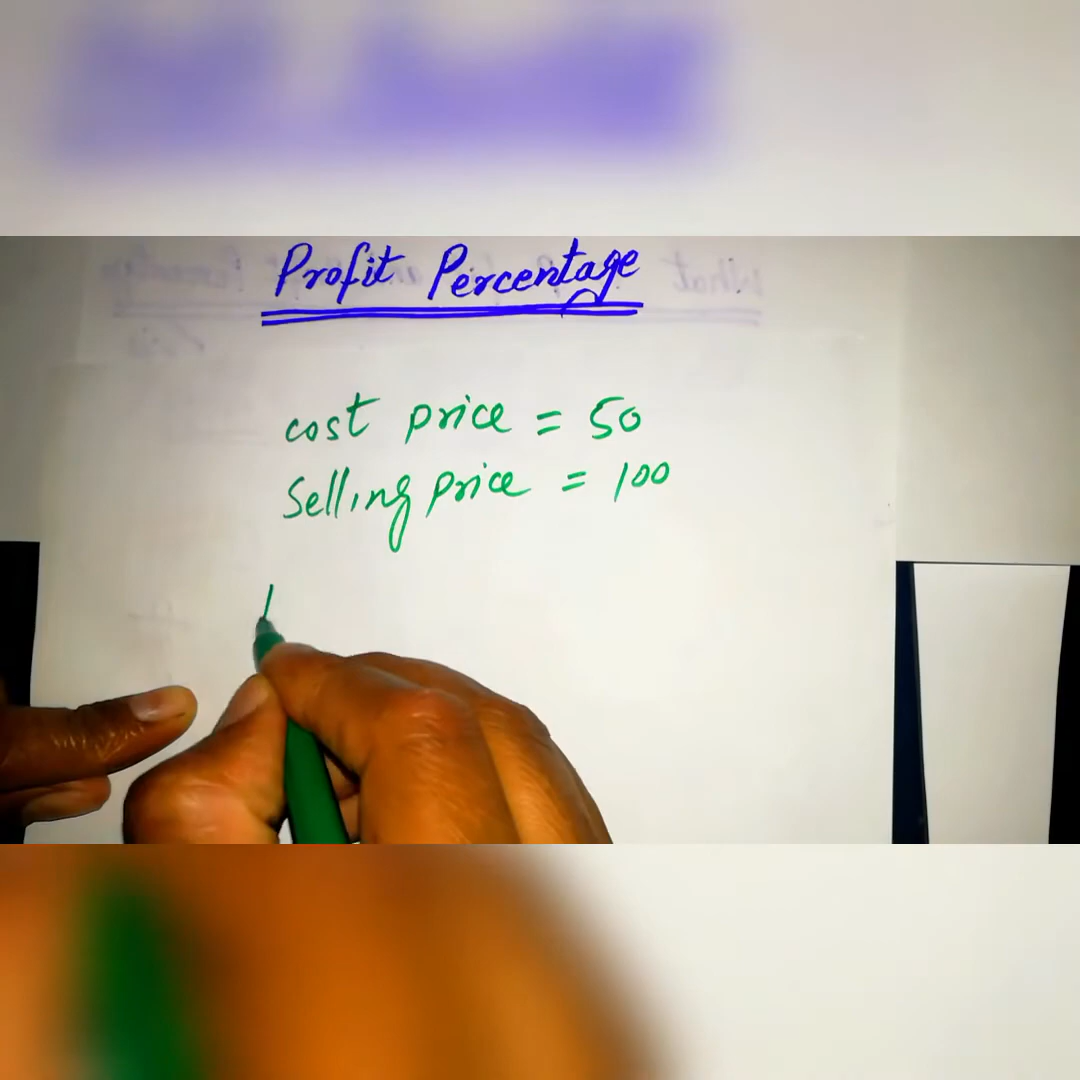 Profit Percentage
cost price = 50
Selling price = 100